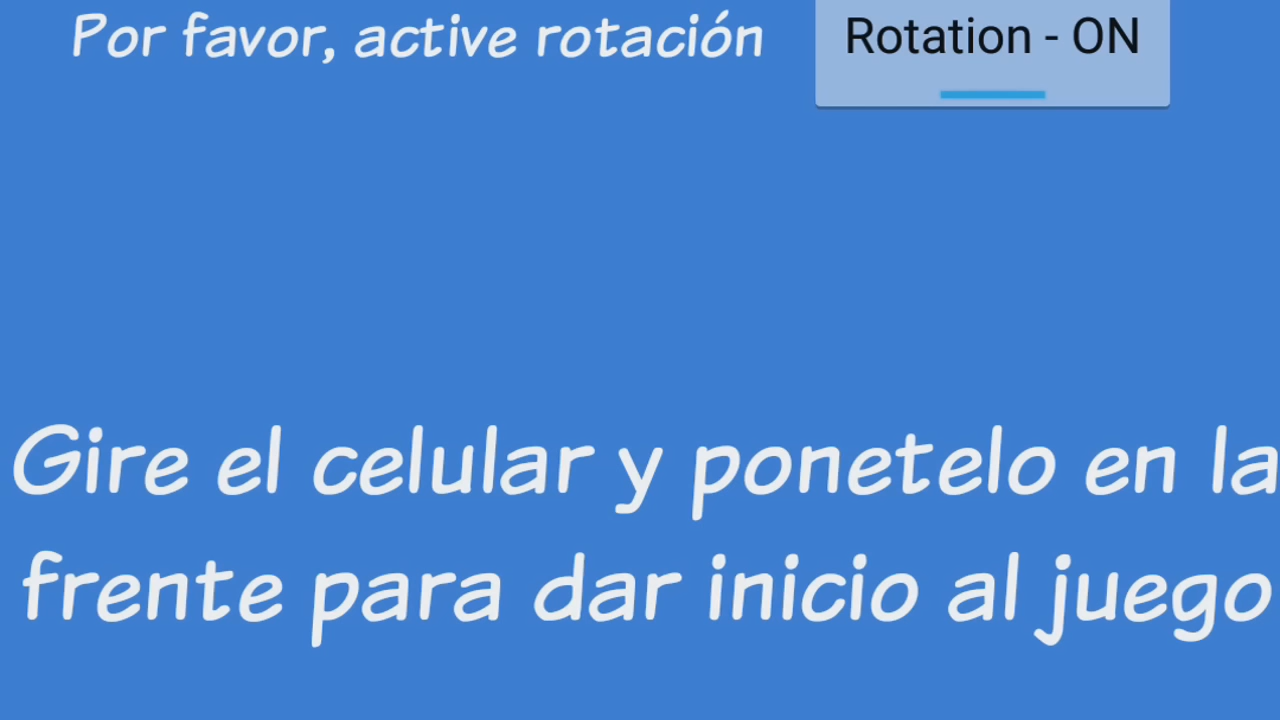 Por favor, active rotación
Rotation - ON
Gire el celular y ponetelo en la
frente para dar inicio al juego